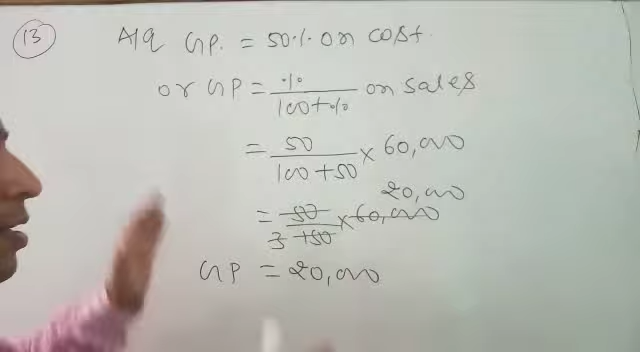 13 A/q GP. = 50% on cost.
or GP = % / 100+% on sales
= 50 / 100+50 × 60,000
20,000
= 50 / 3 150 × 60,000
GP = 20,000